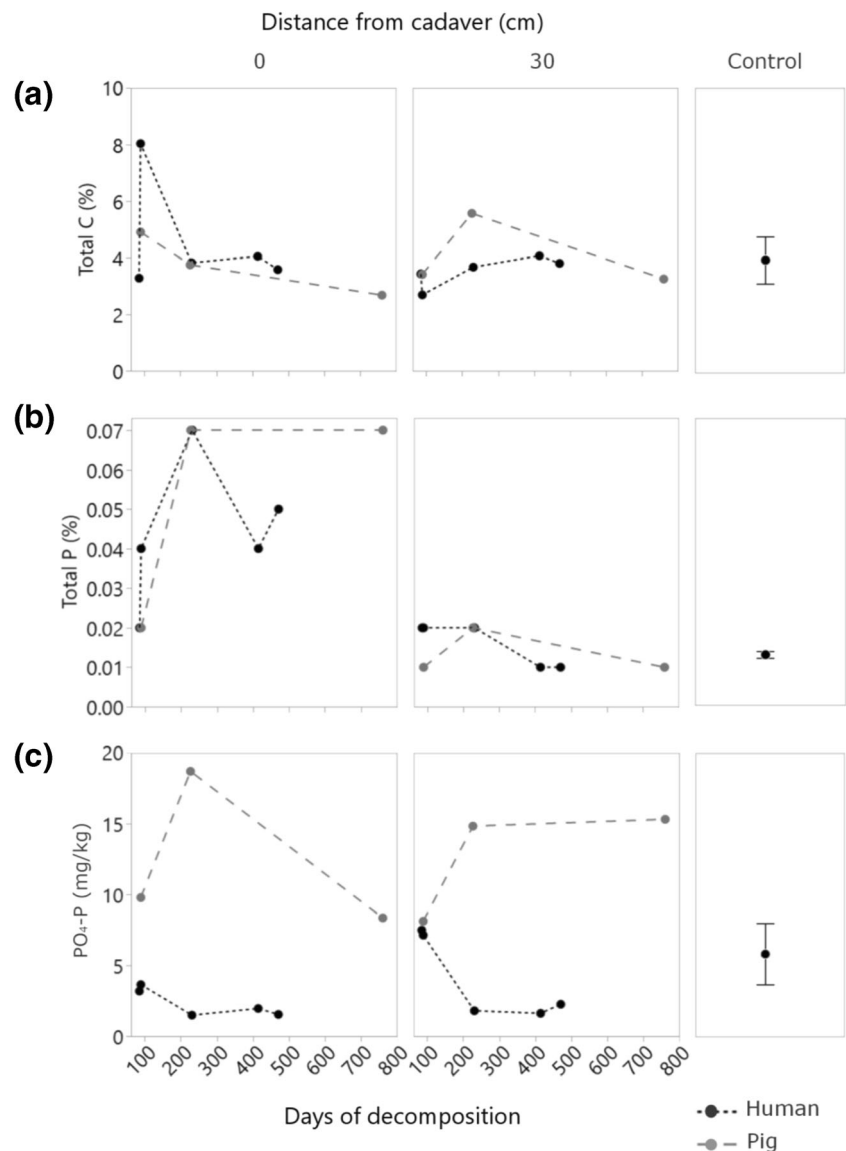 Distance from cadaver (cm)
0 30 Control
(a)
Total C (%)
10
8
6
4
2
0
(b)
Total P (%)
0.07
0.06
0.05
0.04
0.03
0.02
0.01
0.00
(c)
PO₄-P (mg/kg)
20
15
10
5
0
100 200 300 400 500 600 700 800
100 200 300 400 500 600 700 800
Days of decomposition
Human
Pig